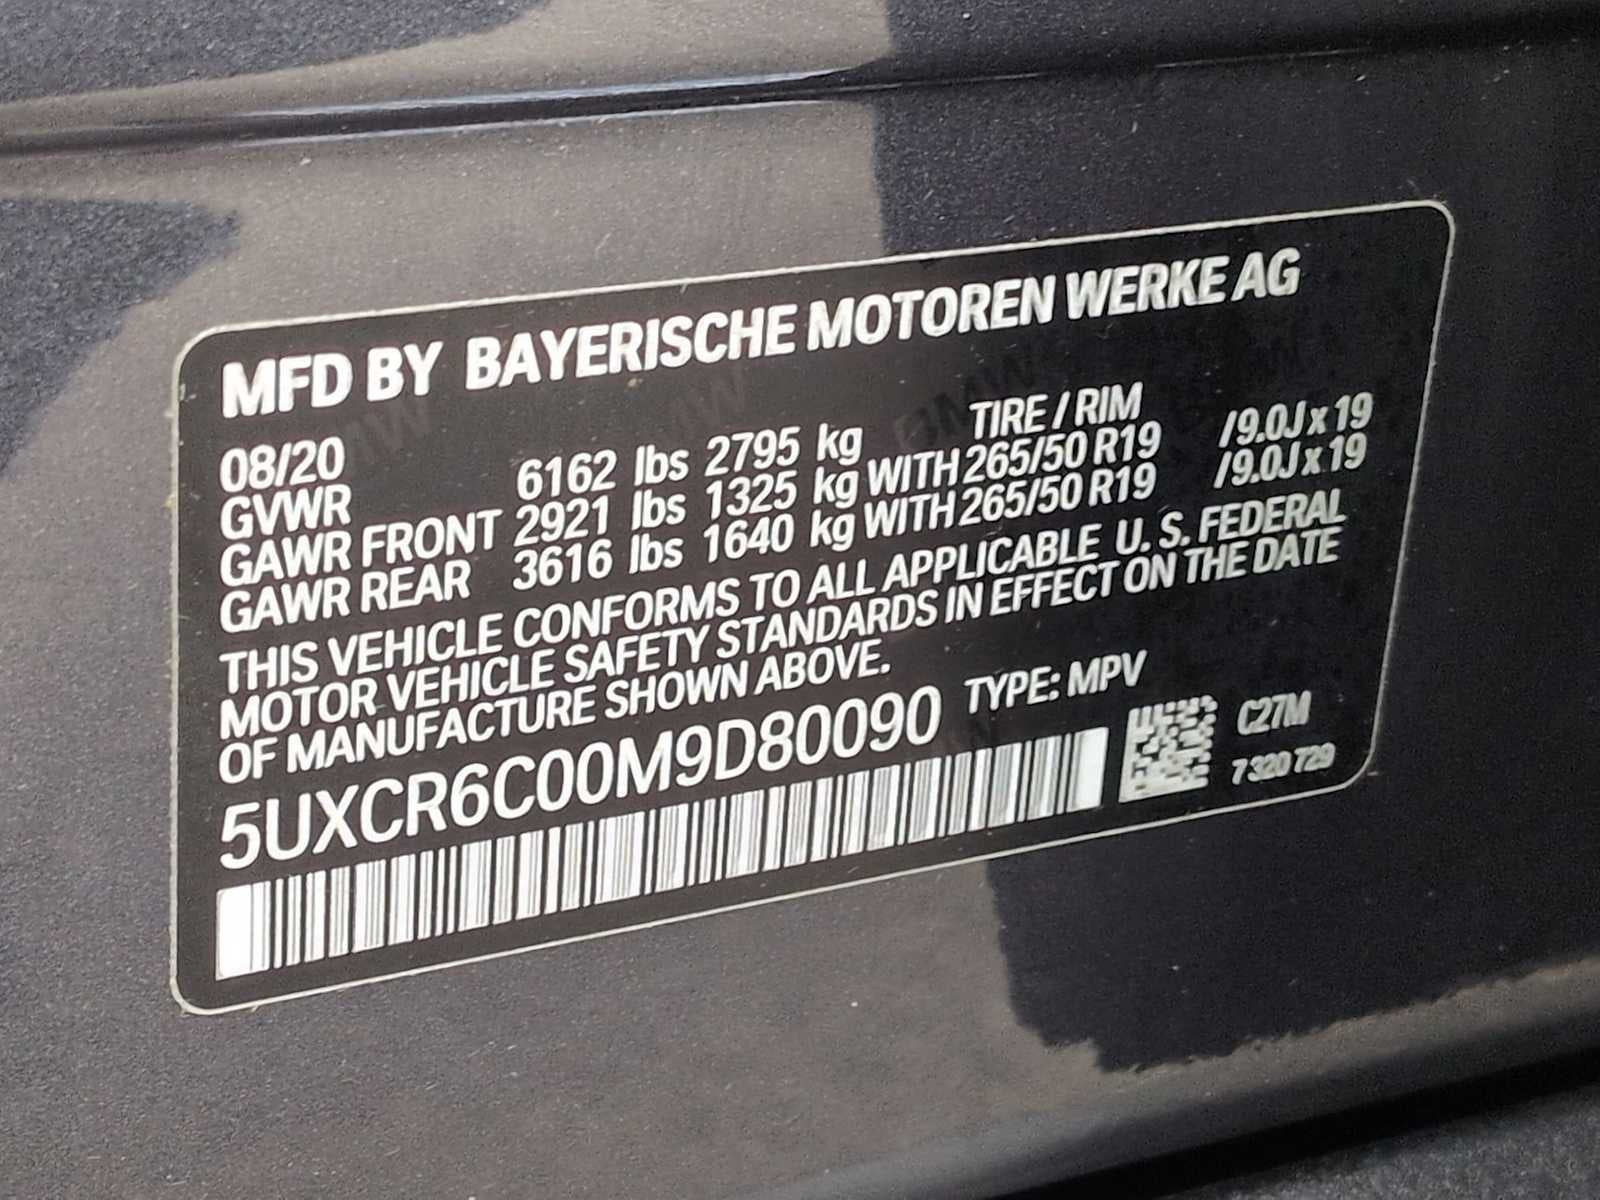 MFD BY BAYERISCHE MOTOREN WERKE AG
08/20 TIRE / RIM
GVWR 6162 lbs 2795 kg
GAWR FRONT 2921 lbs 1325 kg WITH 265/50 R19 /9.0J x 19
GAWR REAR 3616 lbs 1640 kg WITH 265/50 R19 /9.0J x 19
THIS VEHICLE CONFORMS TO ALL APPLICABLE U. S. FEDERAL
MOTOR VEHICLE SAFETY STANDARDS IN EFFECT ON THE DATE
OF MANUFACTURE SHOWN ABOVE.
5UXCR6C00M9D80090 TYPE: MPV
C27M
7 320 729